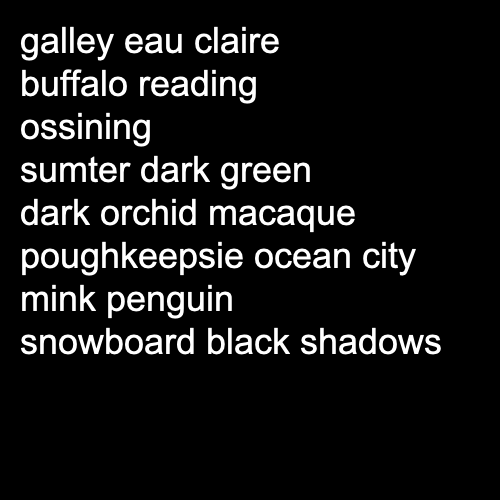 galley eau claire
buffalo reading
ossining
sumter dark green
dark orchid macaque
poughkeepsie ocean city
mink penguin
snowboard black shadows